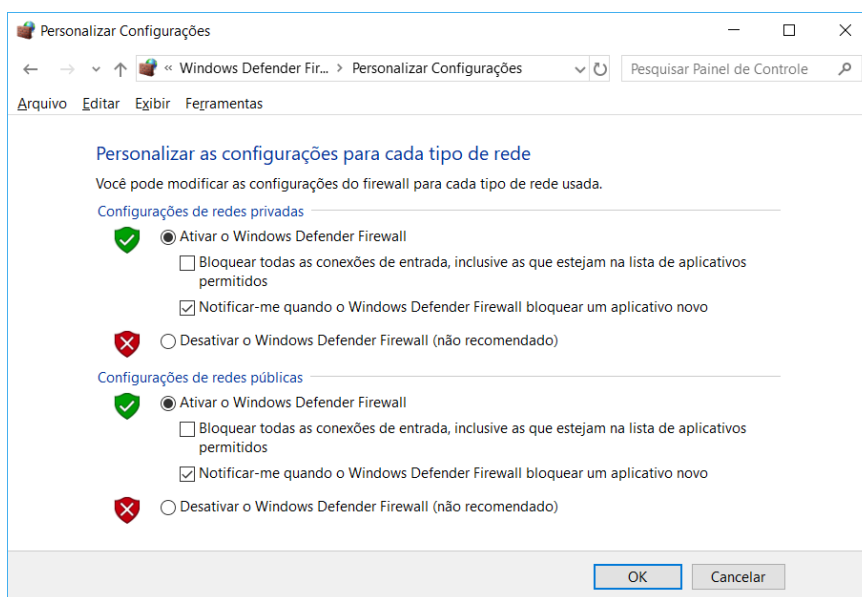 Personalizar Configurações
« Windows Defender Fir... > Personalizar Configurações
Pesquisar Painel de Controle
Arquivo Editar Exibir Ferramentas
Personalizar as configurações para cada tipo de rede
Você pode modificar as configurações do firewall para cada tipo de rede usada.
Configurações de redes privadas
Ativar o Windows Defender Firewall
Bloquear todas as conexões de entrada, inclusive as que estejam na lista de aplicativos
permitidos
Notificar-me quando o Windows Defender Firewall bloquear um aplicativo novo
Desativar o Windows Defender Firewall (não recomendado)
Configurações de redes públicas
Ativar o Windows Defender Firewall
Bloquear todas as conexões de entrada, inclusive as que estejam na lista de aplicativos
permitidos
Notificar-me quando o Windows Defender Firewall bloquear um aplicativo novo
Desativar o Windows Defender Firewall (não recomendado)
OK Cancelar